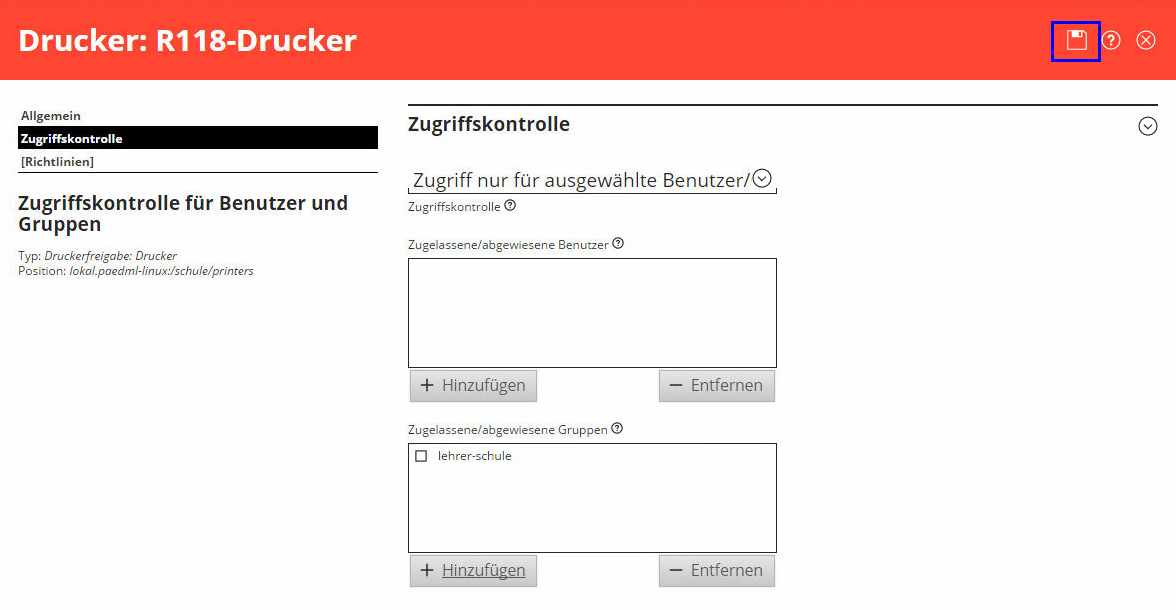 Drucker: R118-Drucker
Allgemein
Zugriffskontrolle
[Richtlinien]
Zugriffskontrolle für Benutzer und
Gruppen
Typ: Druckerfreigabe: Drucker
Position: lokal.paedml-linux:/schule/printers
Zugriffskontrolle
Zugriff nur für ausgewählte Benutzer/
Zugriffskontrolle
Zugelassene/abgewiesene Benutzer
+ Hinzufügen
− Entfernen
Zugelassene/abgewiesene Gruppen
lehrer-schule
+ Hinzufügen
− Entfernen